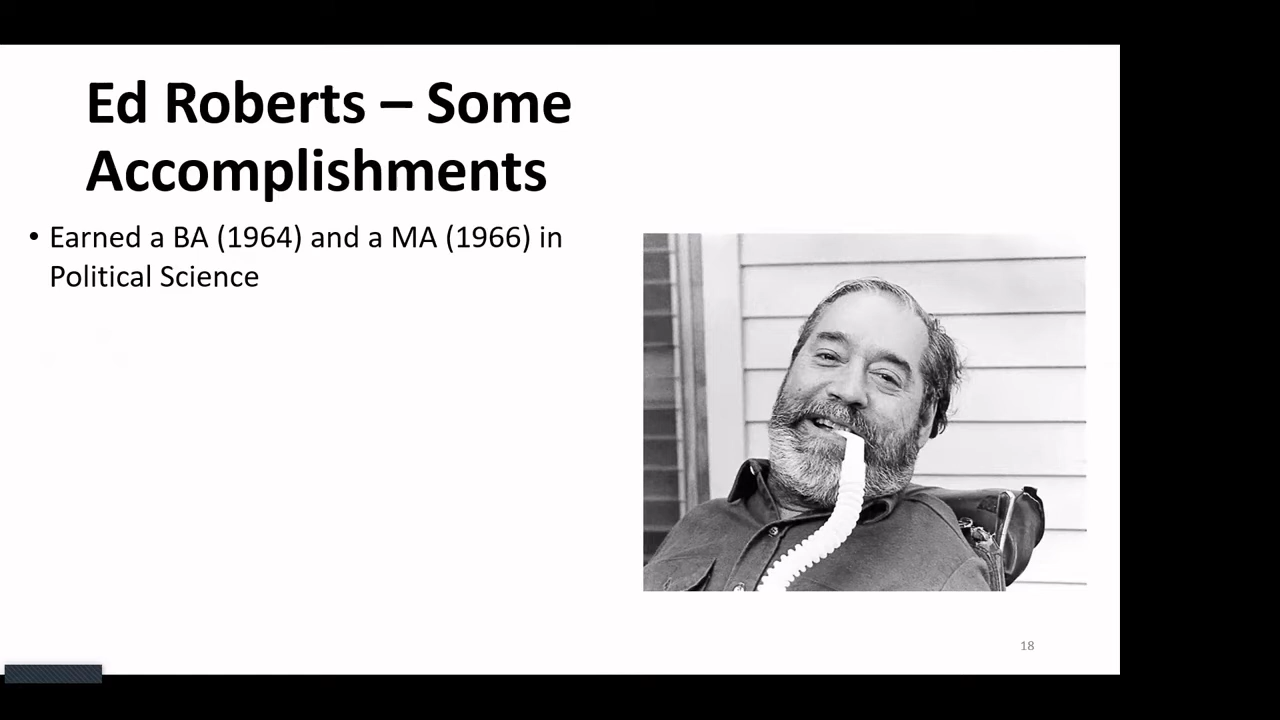 Ed Roberts – Some
Accomplishments
• Earned a BA (1964) and a MA (1966) in
Political Science
18